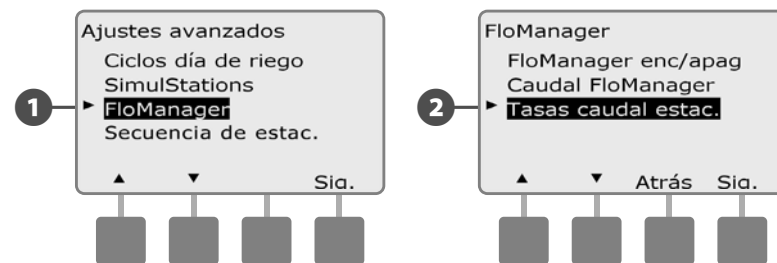 Ajustes avanzados
Ciclos día de riego
SimulStations
1 ► FloManager
Secuencia de estac.
▲ ▼ Sig.
FloManager
FloManager enc/apag
Caudal FloManager
2 ► Tasas caudal estac.
▲ ▼ Atrás Sig.